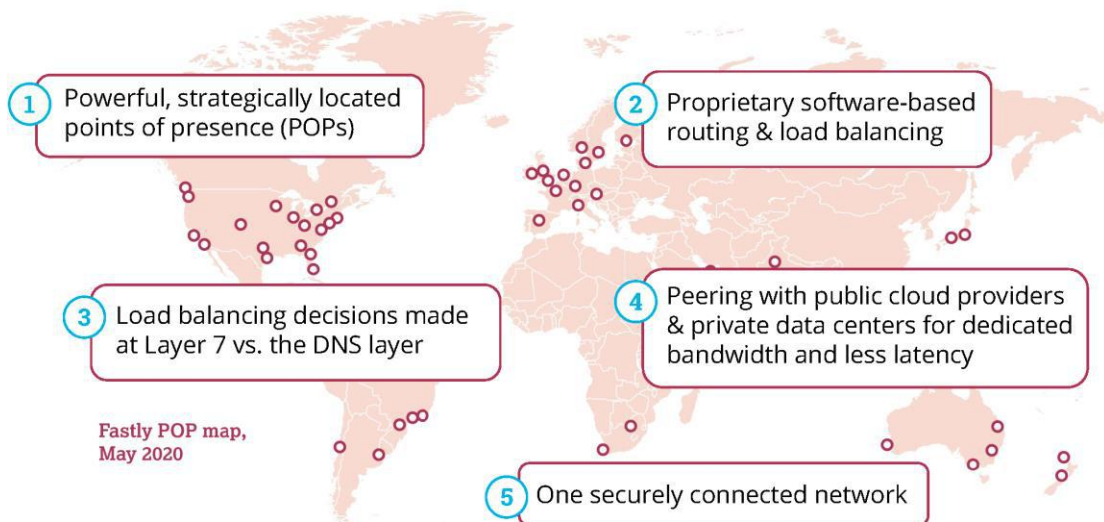 1
Powerful, strategically located
points of presence (POPs)
2
Proprietary software-based
routing & load balancing
3
Load balancing decisions made
at Layer 7 vs. the DNS layer
4
Peering with public cloud providers
& private data centers for dedicated
bandwidth and less latency
Fastly POP map,
May 2020
5
One securely connected network